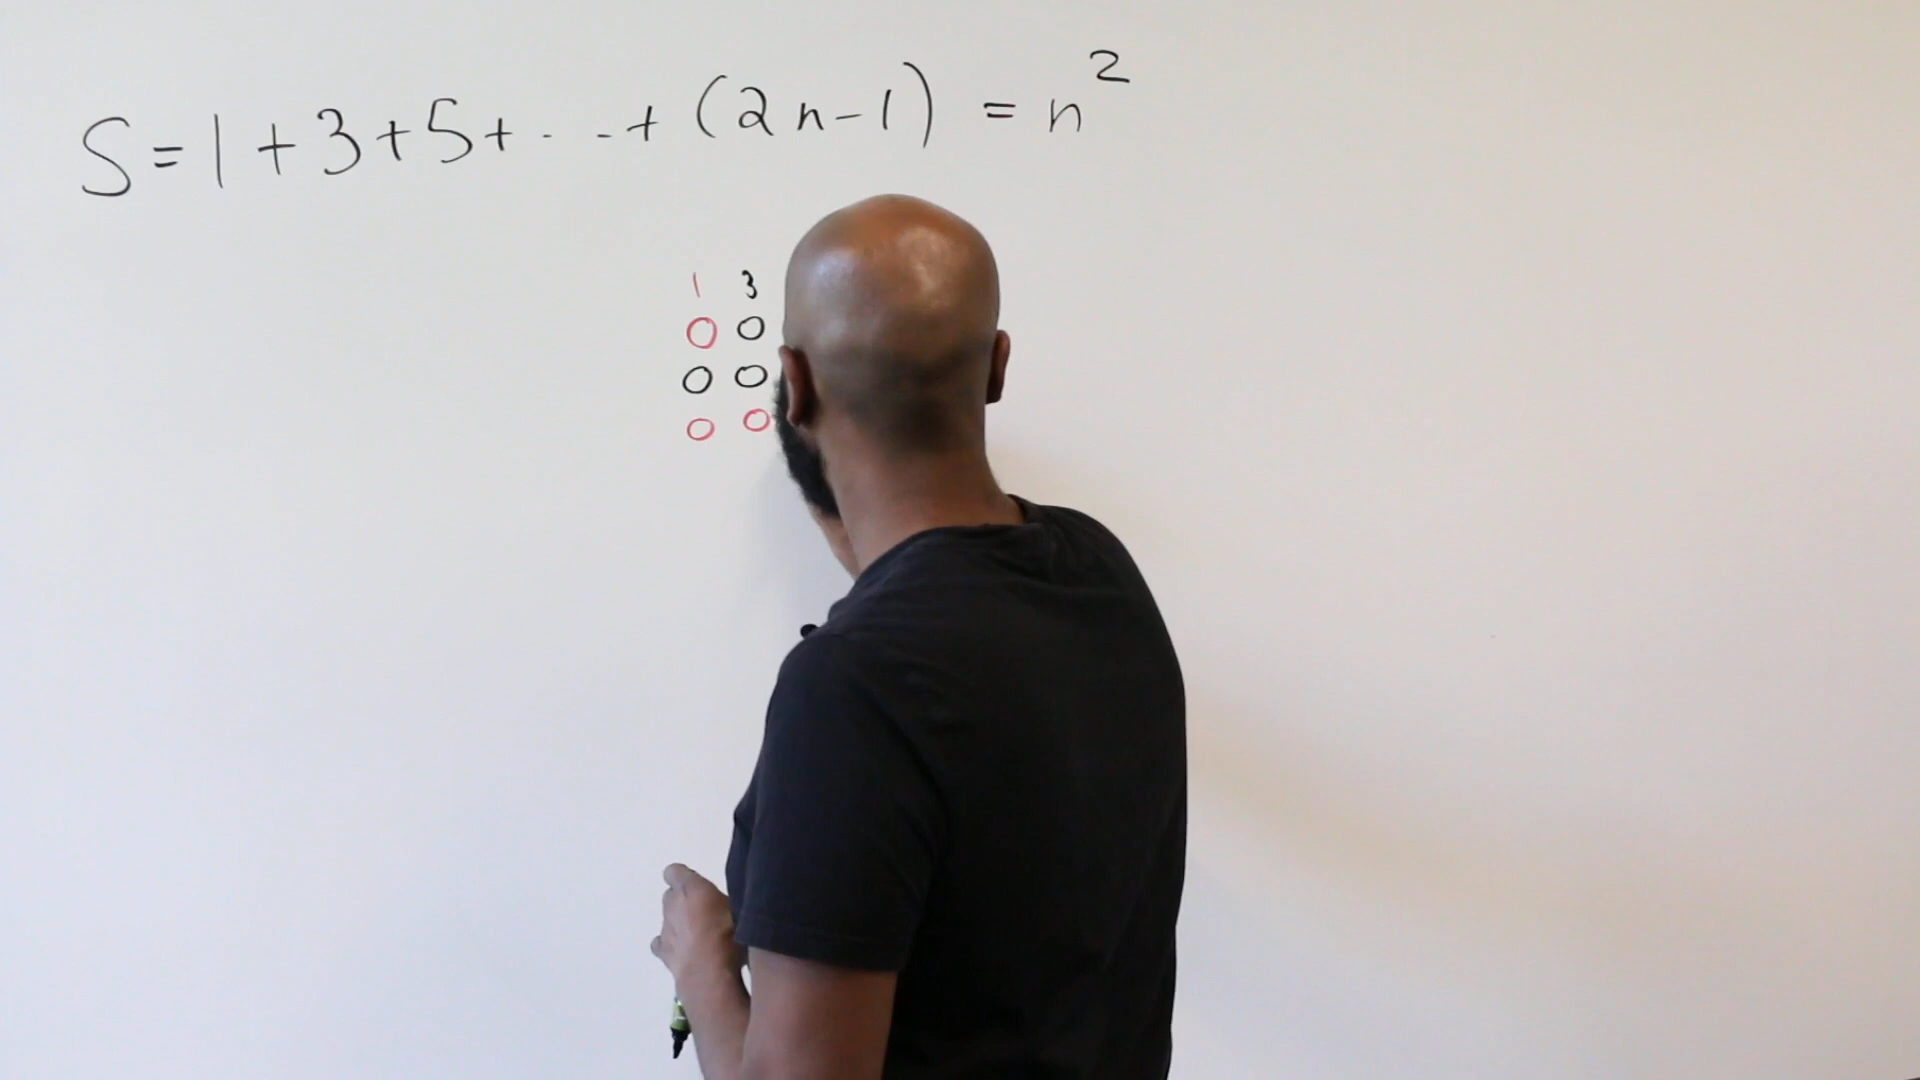 S=1+3+5+...+(2n-1) = n²
1 3